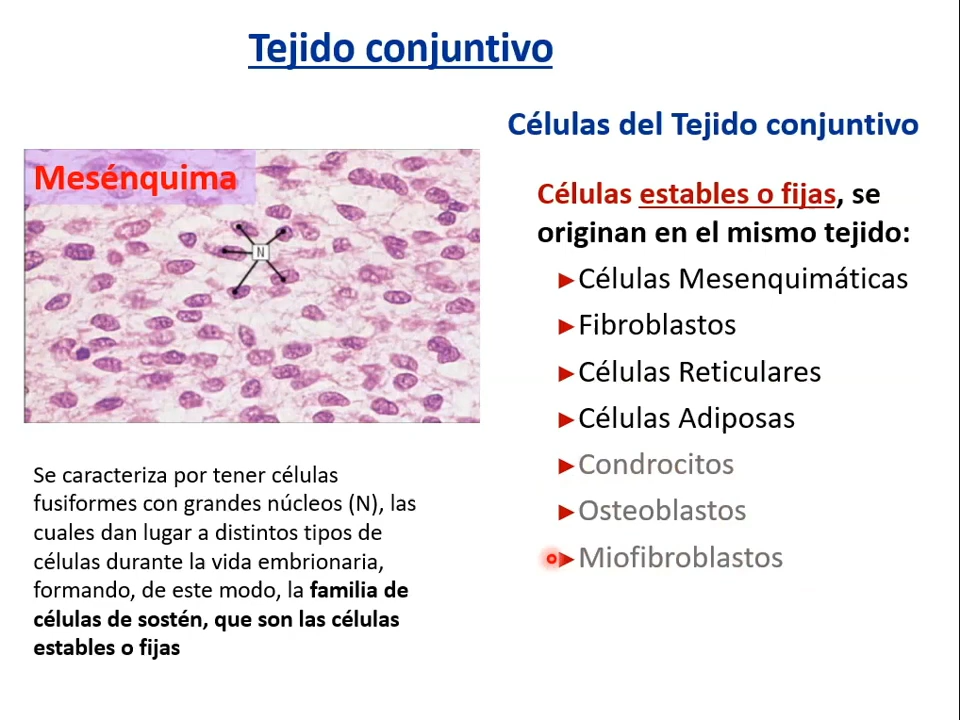 Tejido conjuntivo
Células del Tejido conjuntivo
Mesénquima
N
Se caracteriza por tener células
fusiformes con grandes núcleos (N), las
cuales dan lugar a distintos tipos de
células durante la vida embrionaria,
formando, de este modo, la familia de
células de sostén, que son las células
estables o fijas
Células estables o fijas, se
originan en el mismo tejido:
►Células Mesenquimáticas
►Fibroblastos
►Células Reticulares
►Células Adiposas
►Condrocitos
►Osteoblastos
►Miofibroblastos